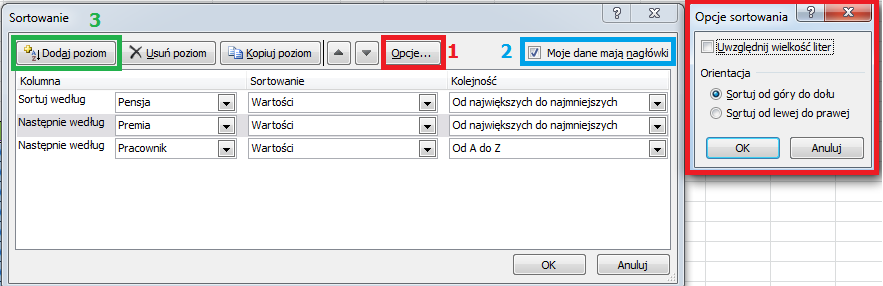 3
Sortowanie
Dodaj poziom
Usuń poziom
Kopiuj poziom
Opcje...
1
2
Moje dane mają nagłówki
Kolumna Sortowanie Kolejność
Sortuj według Pensja Wartości Od największych do najmniejszych
Następnie według Premia Wartości Od największych do najmniejszych
Następnie według Pracownik Wartości Od A do Z
OK Anuluj
Opcje sortowania
Uwzględnij wielkość liter
Orientacja
Sortuj od góry do dołu
Sortuj od lewej do prawej
OK Anuluj